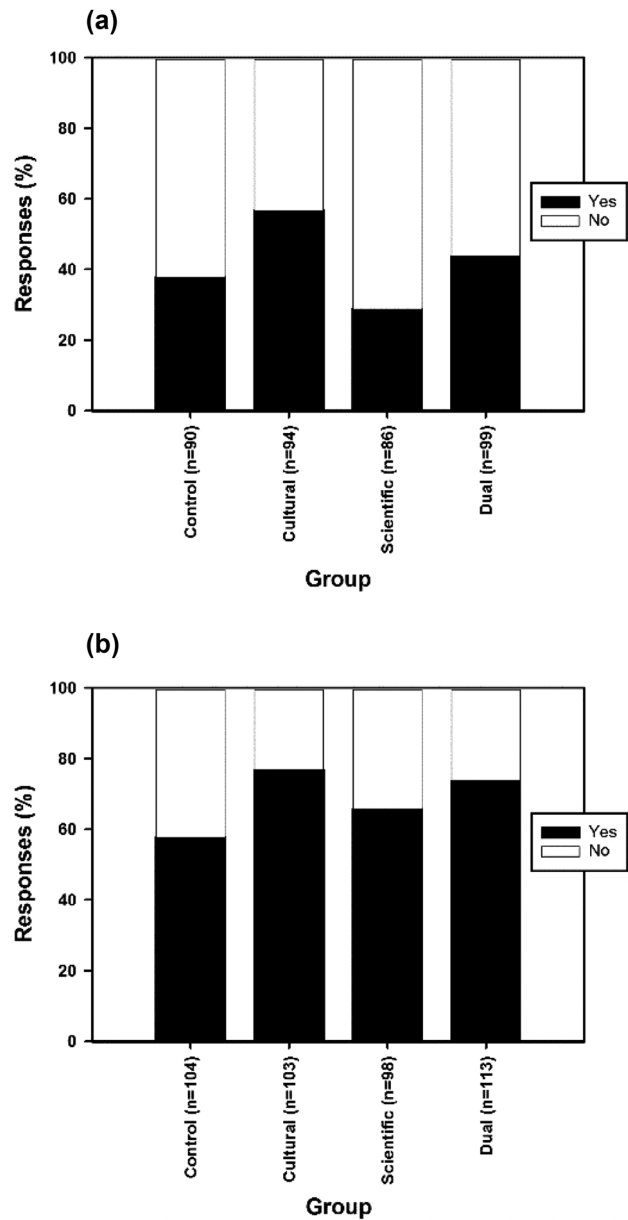 (a)
100
80
60
40
20
0
Responses (%)
Yes
No
Control (n=90)
Cultural (n=94)
Scientific (n=86)
Dual (n=99)
Group
(b)
100
80
60
40
20
0
Responses (%)
Yes
No
Control (n=104)
Cultural (n=103)
Scientific (n=98)
Dual (n=113)
Group